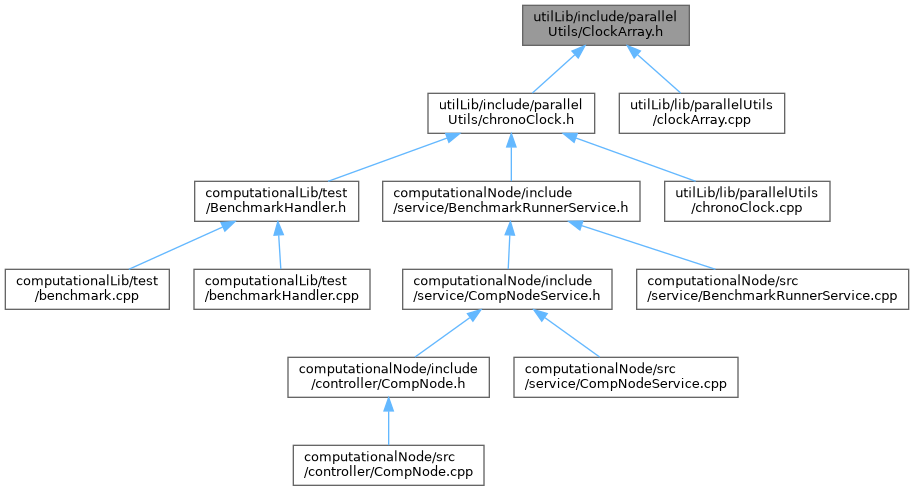 utilLib/include/parallel
Utils/ClockArray.h
utilLib/include/parallel
Utils/chronoClock.h
utilLib/lib/parallelUtils
/clockArray.cpp
computationalLib/test
/BenchmarkHandler.h
computationalNode/include
/service/BenchmarkRunnerService.h
utilLib/lib/parallelUtils
/chronoClock.cpp
computationalLib/test
/benchmark.cpp
computationalLib/test
/benchmarkHandler.cpp
computationalNode/include
/service/CompNodeService.h
computationalNode/src
/service/BenchmarkRunnerService.cpp
computationalNode/include
/controller/CompNode.h
computationalNode/src
/service/CompNodeService.cpp
computationalNode/src
/controller/CompNode.cpp